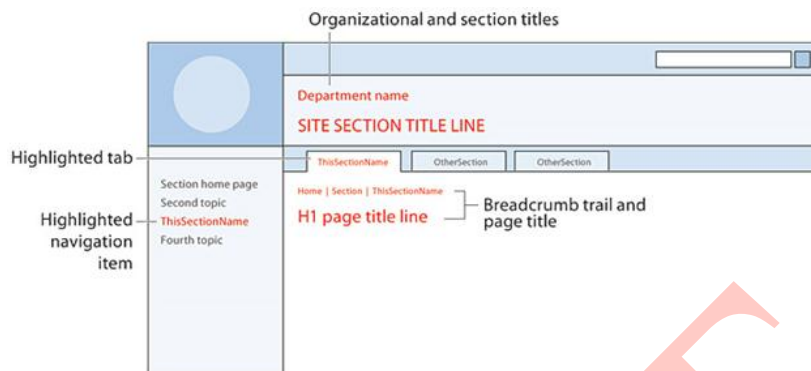 Organizational and section titles
Department name
SITE SECTION TITLE LINE
Highlighted tab
ThisSectionName
OtherSection
OtherSection
Section home page
Second topic
ThisSectionName
Fourth topic
Highlighted
navigation
item
Home | Section | ThisSectionName
H1 page title line
Breadcrumb trail and
page title